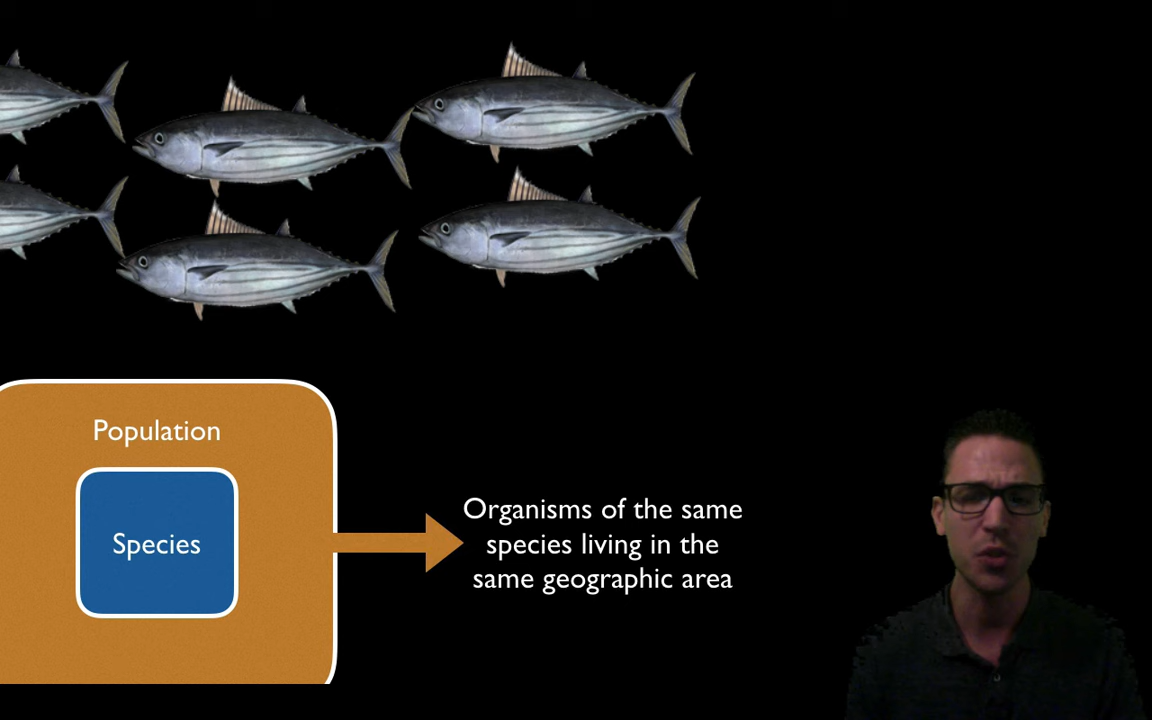 Population
Species
Organisms of the same
species living in the
same geographic area